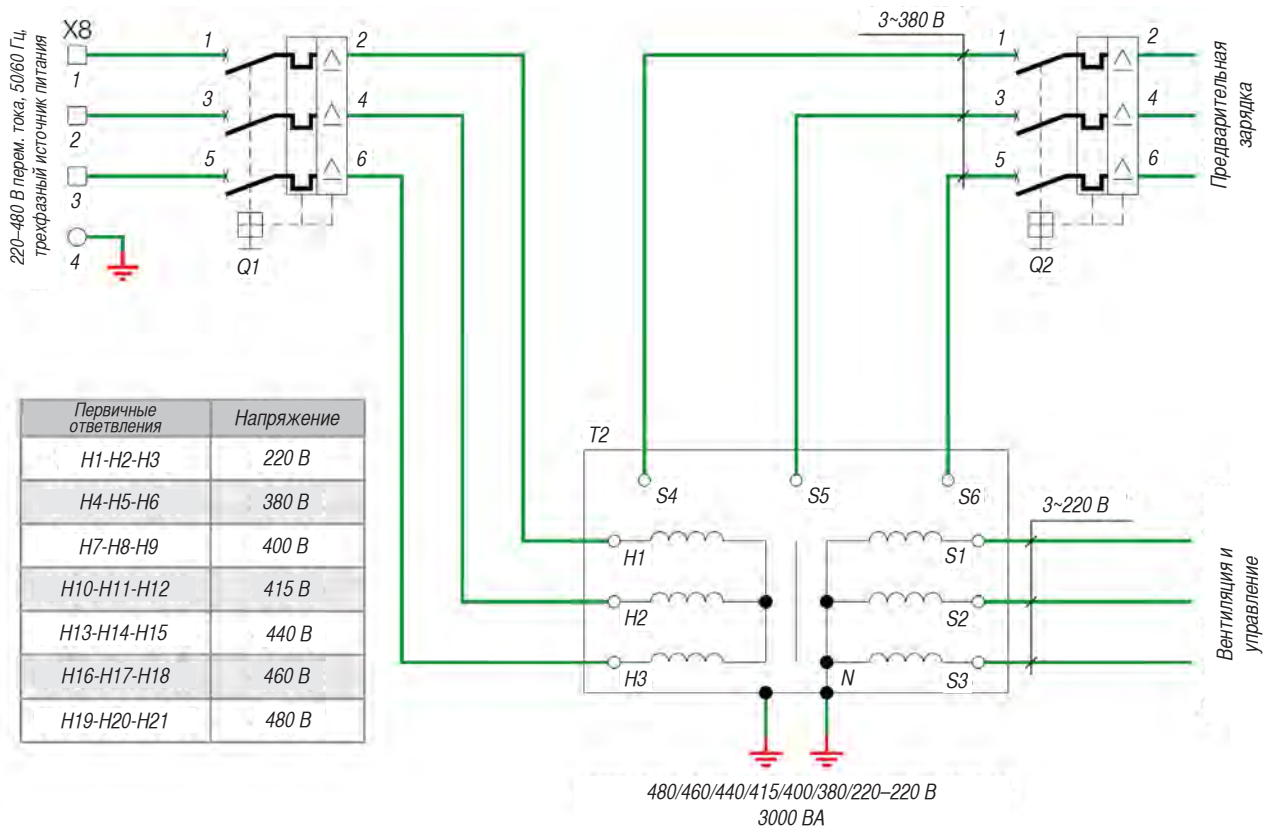 220–480 В перем. тока, 50/60 Гц,
трехфазный источник питания
X8
1
2
3
4
1
2
3
4
5
6
Q1
3~380 В
1
2
3
4
5
6
Q2
Предварительная
зарядка
Первичные
ответвления
Напряжение
H1-H2-H3
220 В
H4-H5-H6
380 В
H7-H8-H9
400 В
H10-H11-H12
415 В
H13-H14-H15
440 В
H16-H17-H18
460 В
H19-H20-H21
480 В
T2
S4
S5
S6
H1
S1
H2
S2
H3
N
S3
3~220 В
Вентиляция и
управление
480/460/440/415/400/380/220–220 В
3000 ВА